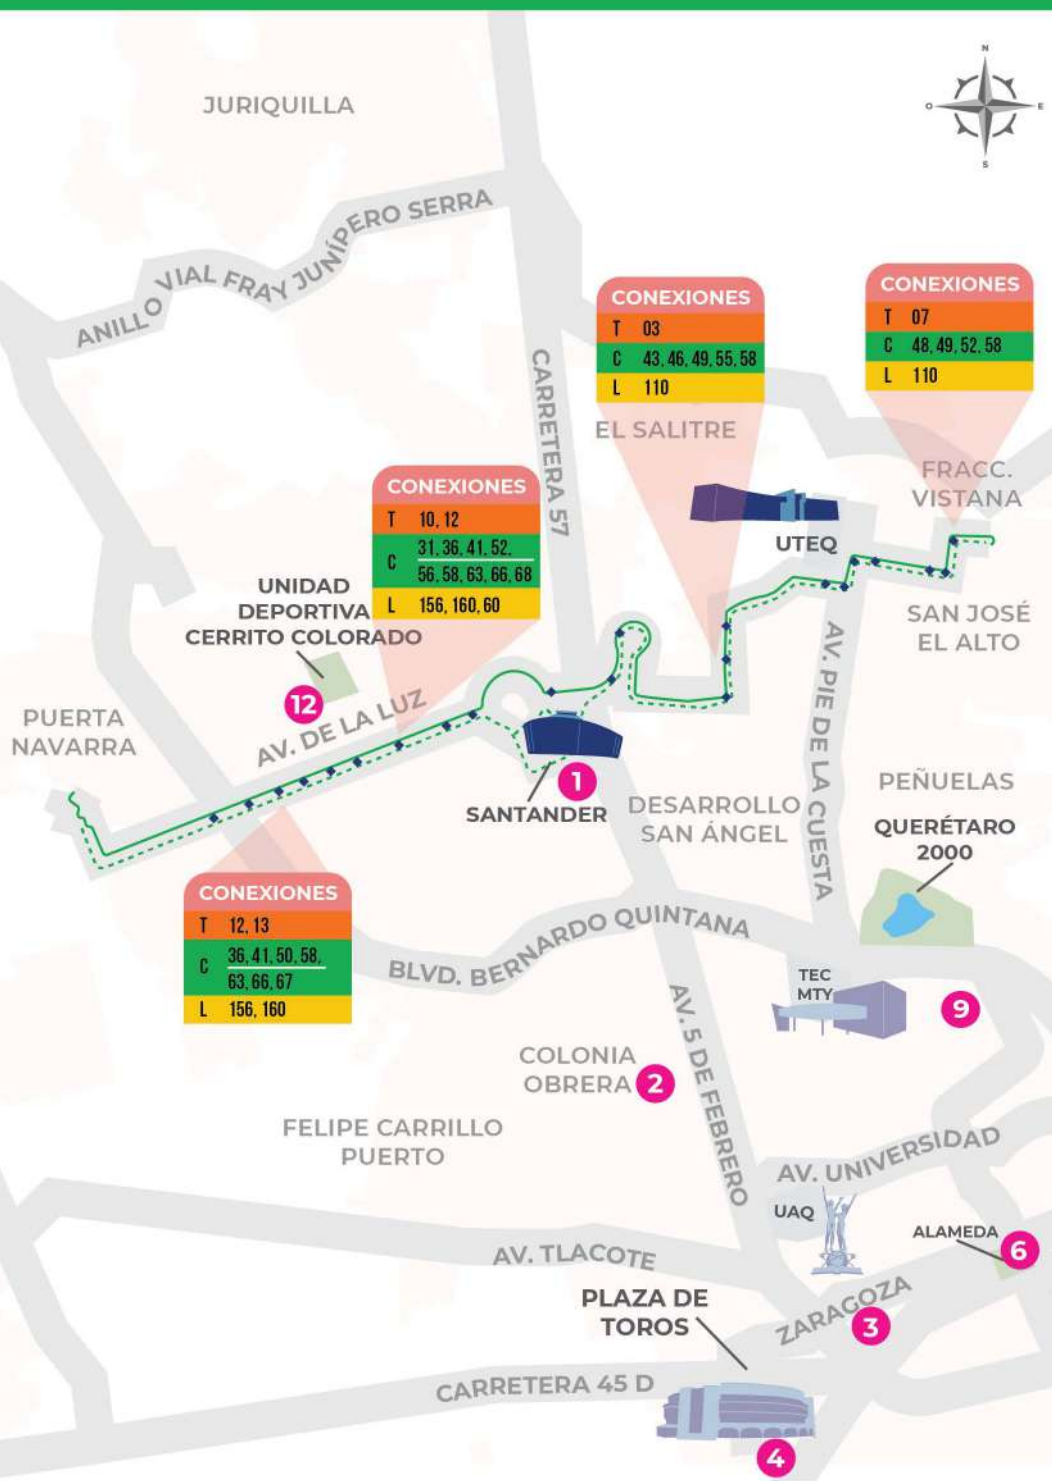 N
O
E
S
JURIQUILLA
ANILLO VIAL FRAY JUNÍPERO SERRA
CARRETERA 57
CONEXIONES
T 03
C 43, 46, 49, 55, 58
L 110
CONEXIONES
T 07
C 48, 49, 52, 58
L 110
EL SALITRE
FRACC.
VISTANA
CONEXIONES
T 10, 12
C 31, 36, 41, 52,
56, 58, 63, 66, 68
L 156, 160, 60
UTEQ
UNIDAD
DEPORTIVA
CERRITO COLORADO
12
SAN JOSÉ
EL ALTO
AV. PIE DE LA CUESTA
PUERTA
NAVARRA
AV. DE LA LUZ
1
SANTANDER
DESARROLLO
SAN ÁNGEL
PEÑUELAS
QUERÉTARO
2000
CONEXIONES
T 12, 13
C 36, 41, 50, 58,
63, 66, 67
L 156, 160
BLVD. BERNARDO QUINTANA
TEC
MTY
9
AV. 5 DE FEBRERO
COLONIA
OBRERA 2
FELIPE CARRILLO
PUERTO
AV. UNIVERSIDAD
UAQ
ALAMEDA
6
AV. TLACOTE
PLAZA DE
TOROS
ZARAGOZA
3
CARRETERA 45 D
4